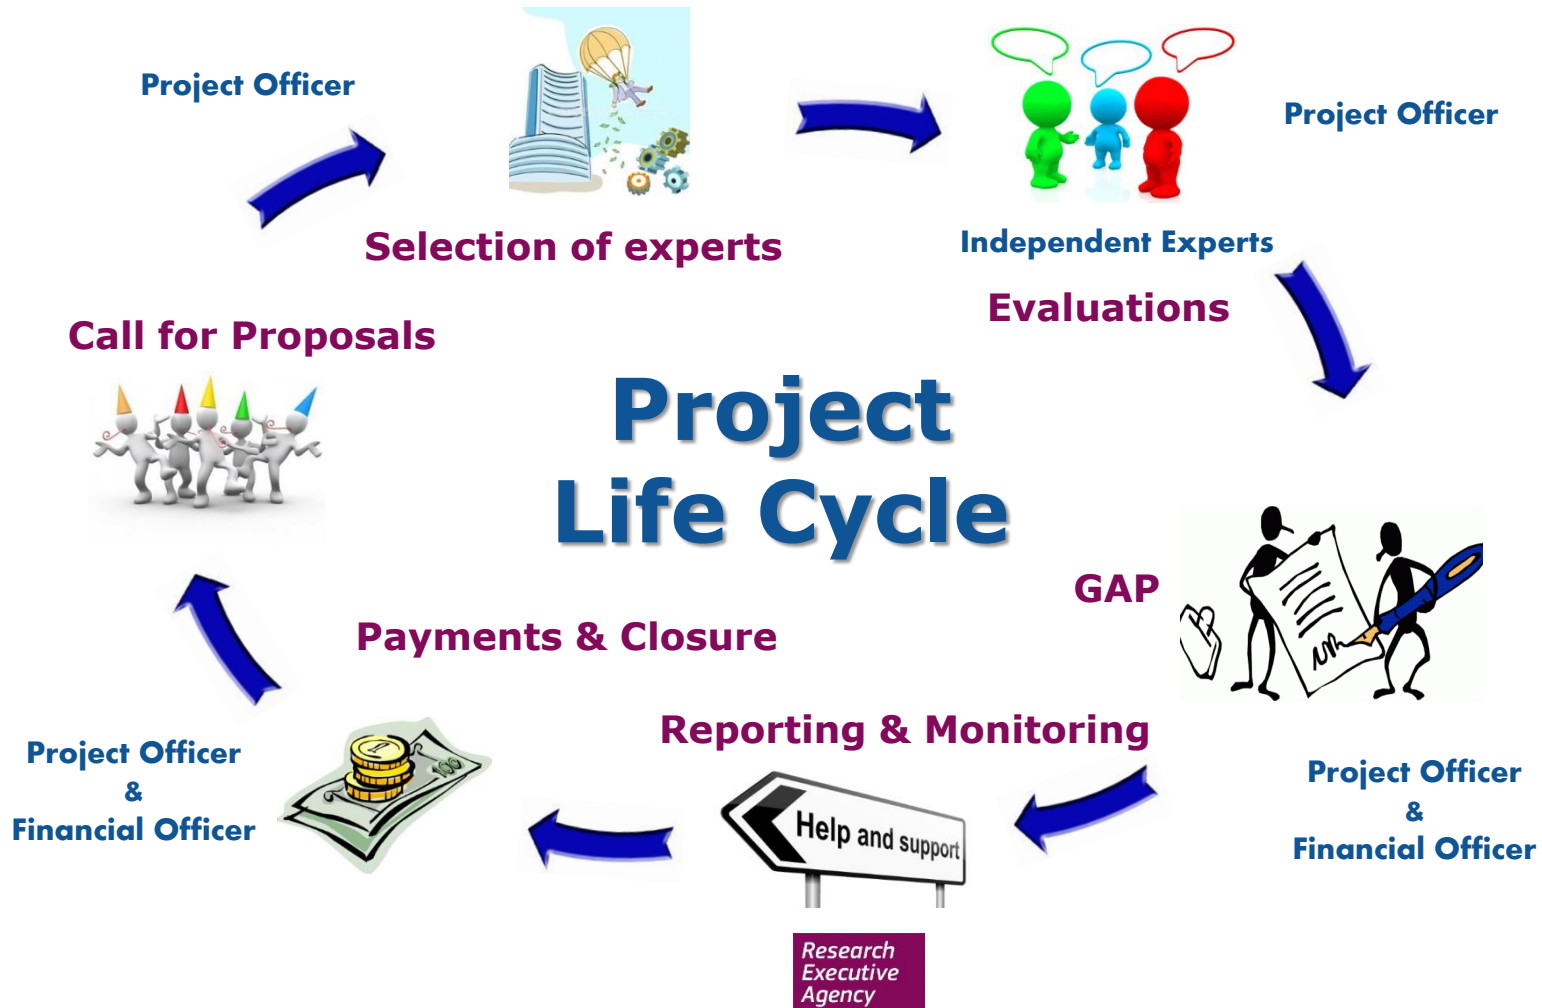 Project Officer
Project Officer
Selection of experts
Independent Experts
Evaluations
Call for Proposals
Project
Life Cycle
GAP
Payments & Closure
Reporting & Monitoring
Project Officer
&
Financial Officer
100
Help and support
Project Officer
&
Financial Officer
Research
Executive
Agency